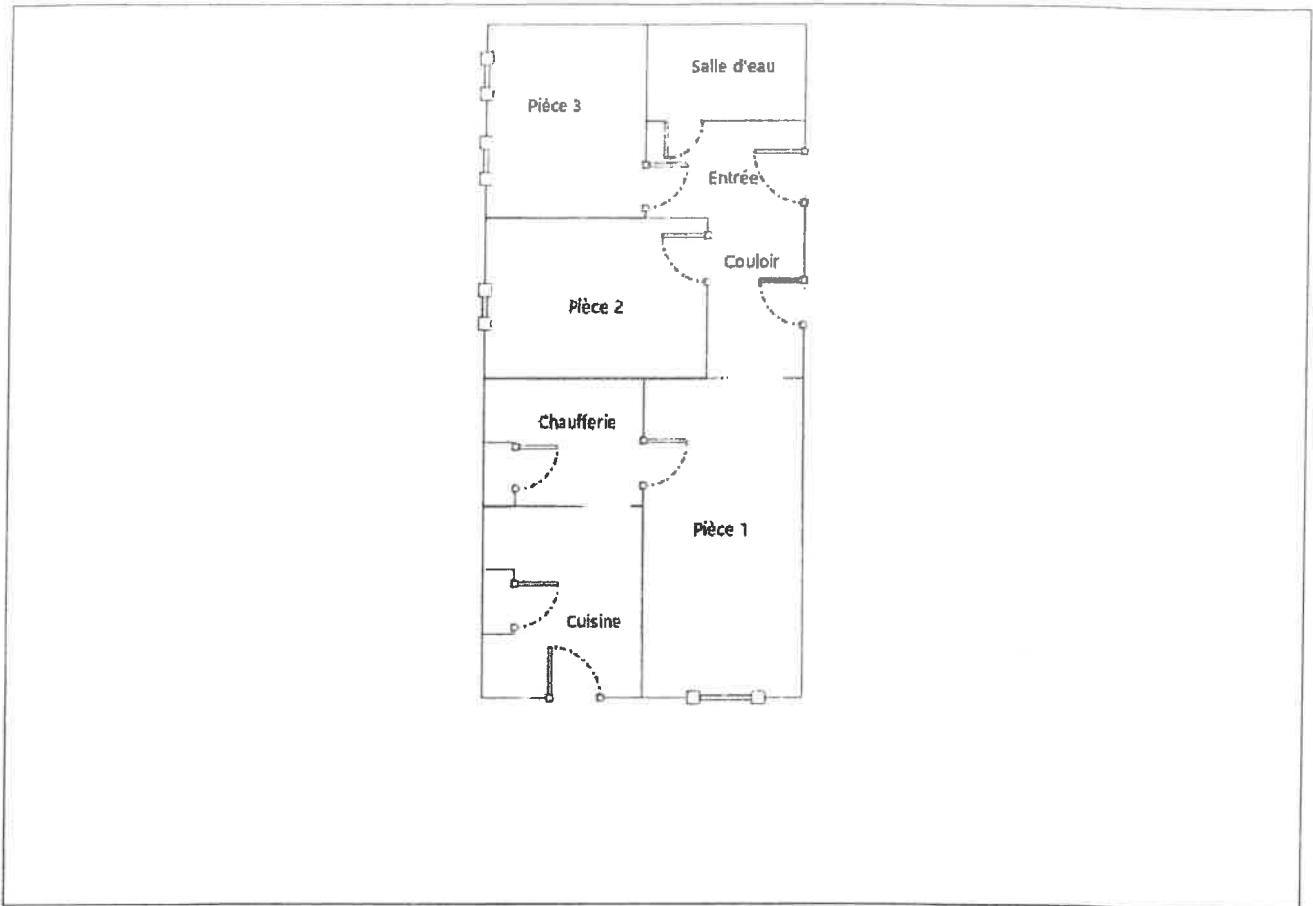 Salle d'eau
Pièce 3
Entrée
Couloir
Pièce 2
Chaufferie
Pièce 1
Cuisine